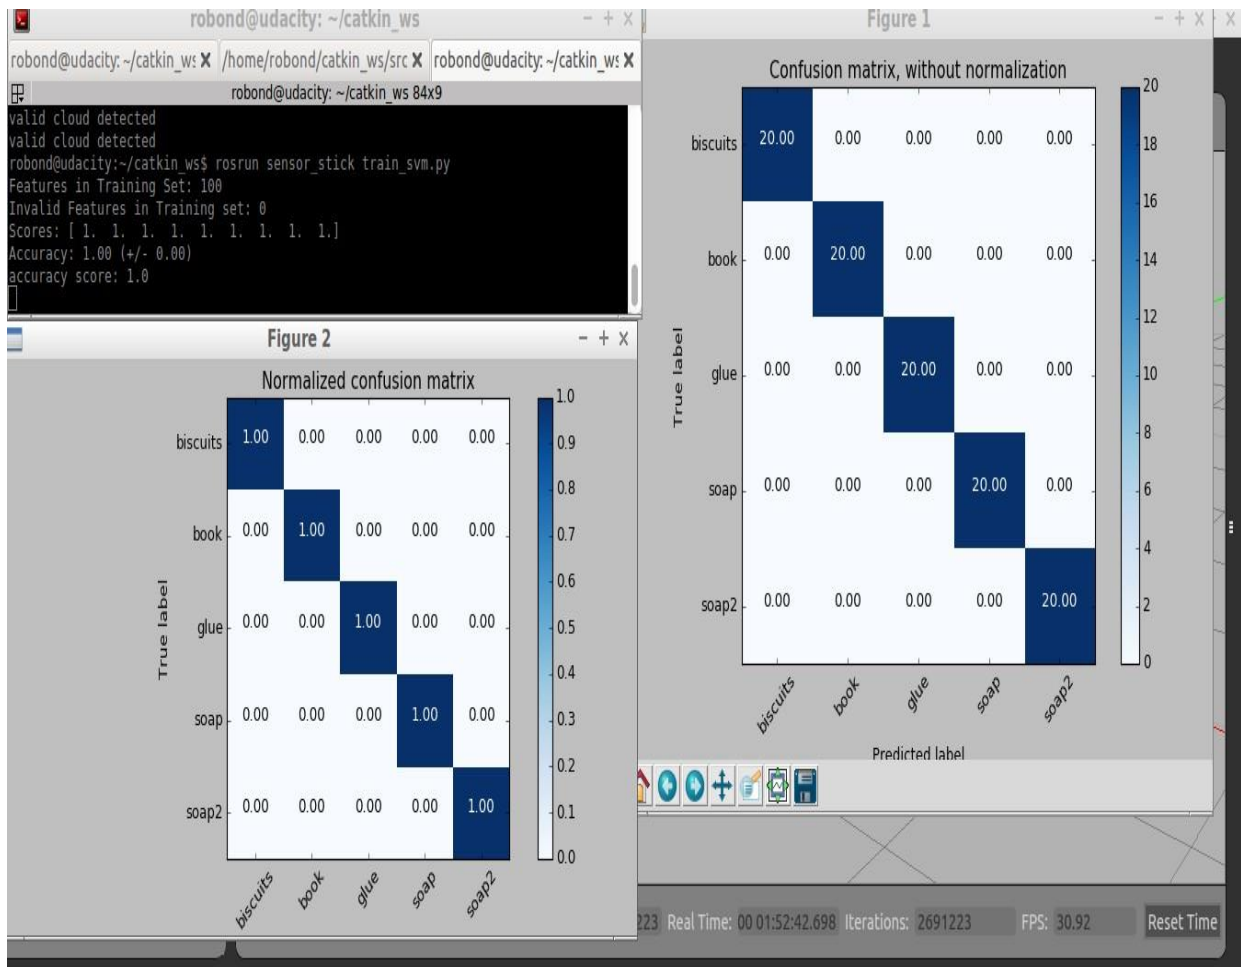 robond@udacity: ~/catkin_ws
robond@udacity: ~/catkin_ws /home/robond/catkin_ws/src robond@udacity: ~/catkin_ws
robond@udacity: ~/catkin_ws 84x9
valid cloud detected
valid cloud detected
robond@udacity:~/catkin_ws$ rosrun sensor_stick train_svm.py
Features in Training Set: 100
Invalid Features in Training set: 0
Scores: [ 1. 1. 1. 1. 1. 1. 1. 1. 1.]
Accuracy: 1.00 (+/- 0.00)
accuracy score: 1.0
Figure 1
Confusion matrix, without normalization
True label
biscuits 20.00 0.00 0.00 0.00 0.00
book 0.00 20.00 0.00 0.00 0.00
glue 0.00 0.00 20.00 0.00 0.00
soap 0.00 0.00 0.00 20.00 0.00
soap2 0.00 0.00 0.00 0.00 20.00
biscuits book glue soap soap2
Predicted label
20
18
16
14
12
10
8
6
4
2
0
Figure 2
Normalized confusion matrix
True label
biscuits 1.00 0.00 0.00 0.00 0.00
book 0.00 1.00 0.00 0.00 0.00
glue 0.00 0.00 1.00 0.00 0.00
soap 0.00 0.00 0.00 1.00 0.00
soap2 0.00 0.00 0.00 0.00 1.00
biscuits book glue soap soap2
1.0
0.9
0.8
0.7
0.6
0.5
0.4
0.3
0.2
0.1
0.0
223 Real Time: 00 01:52:42.698 Iterations: 2691223 FPS: 30.92 Reset Time